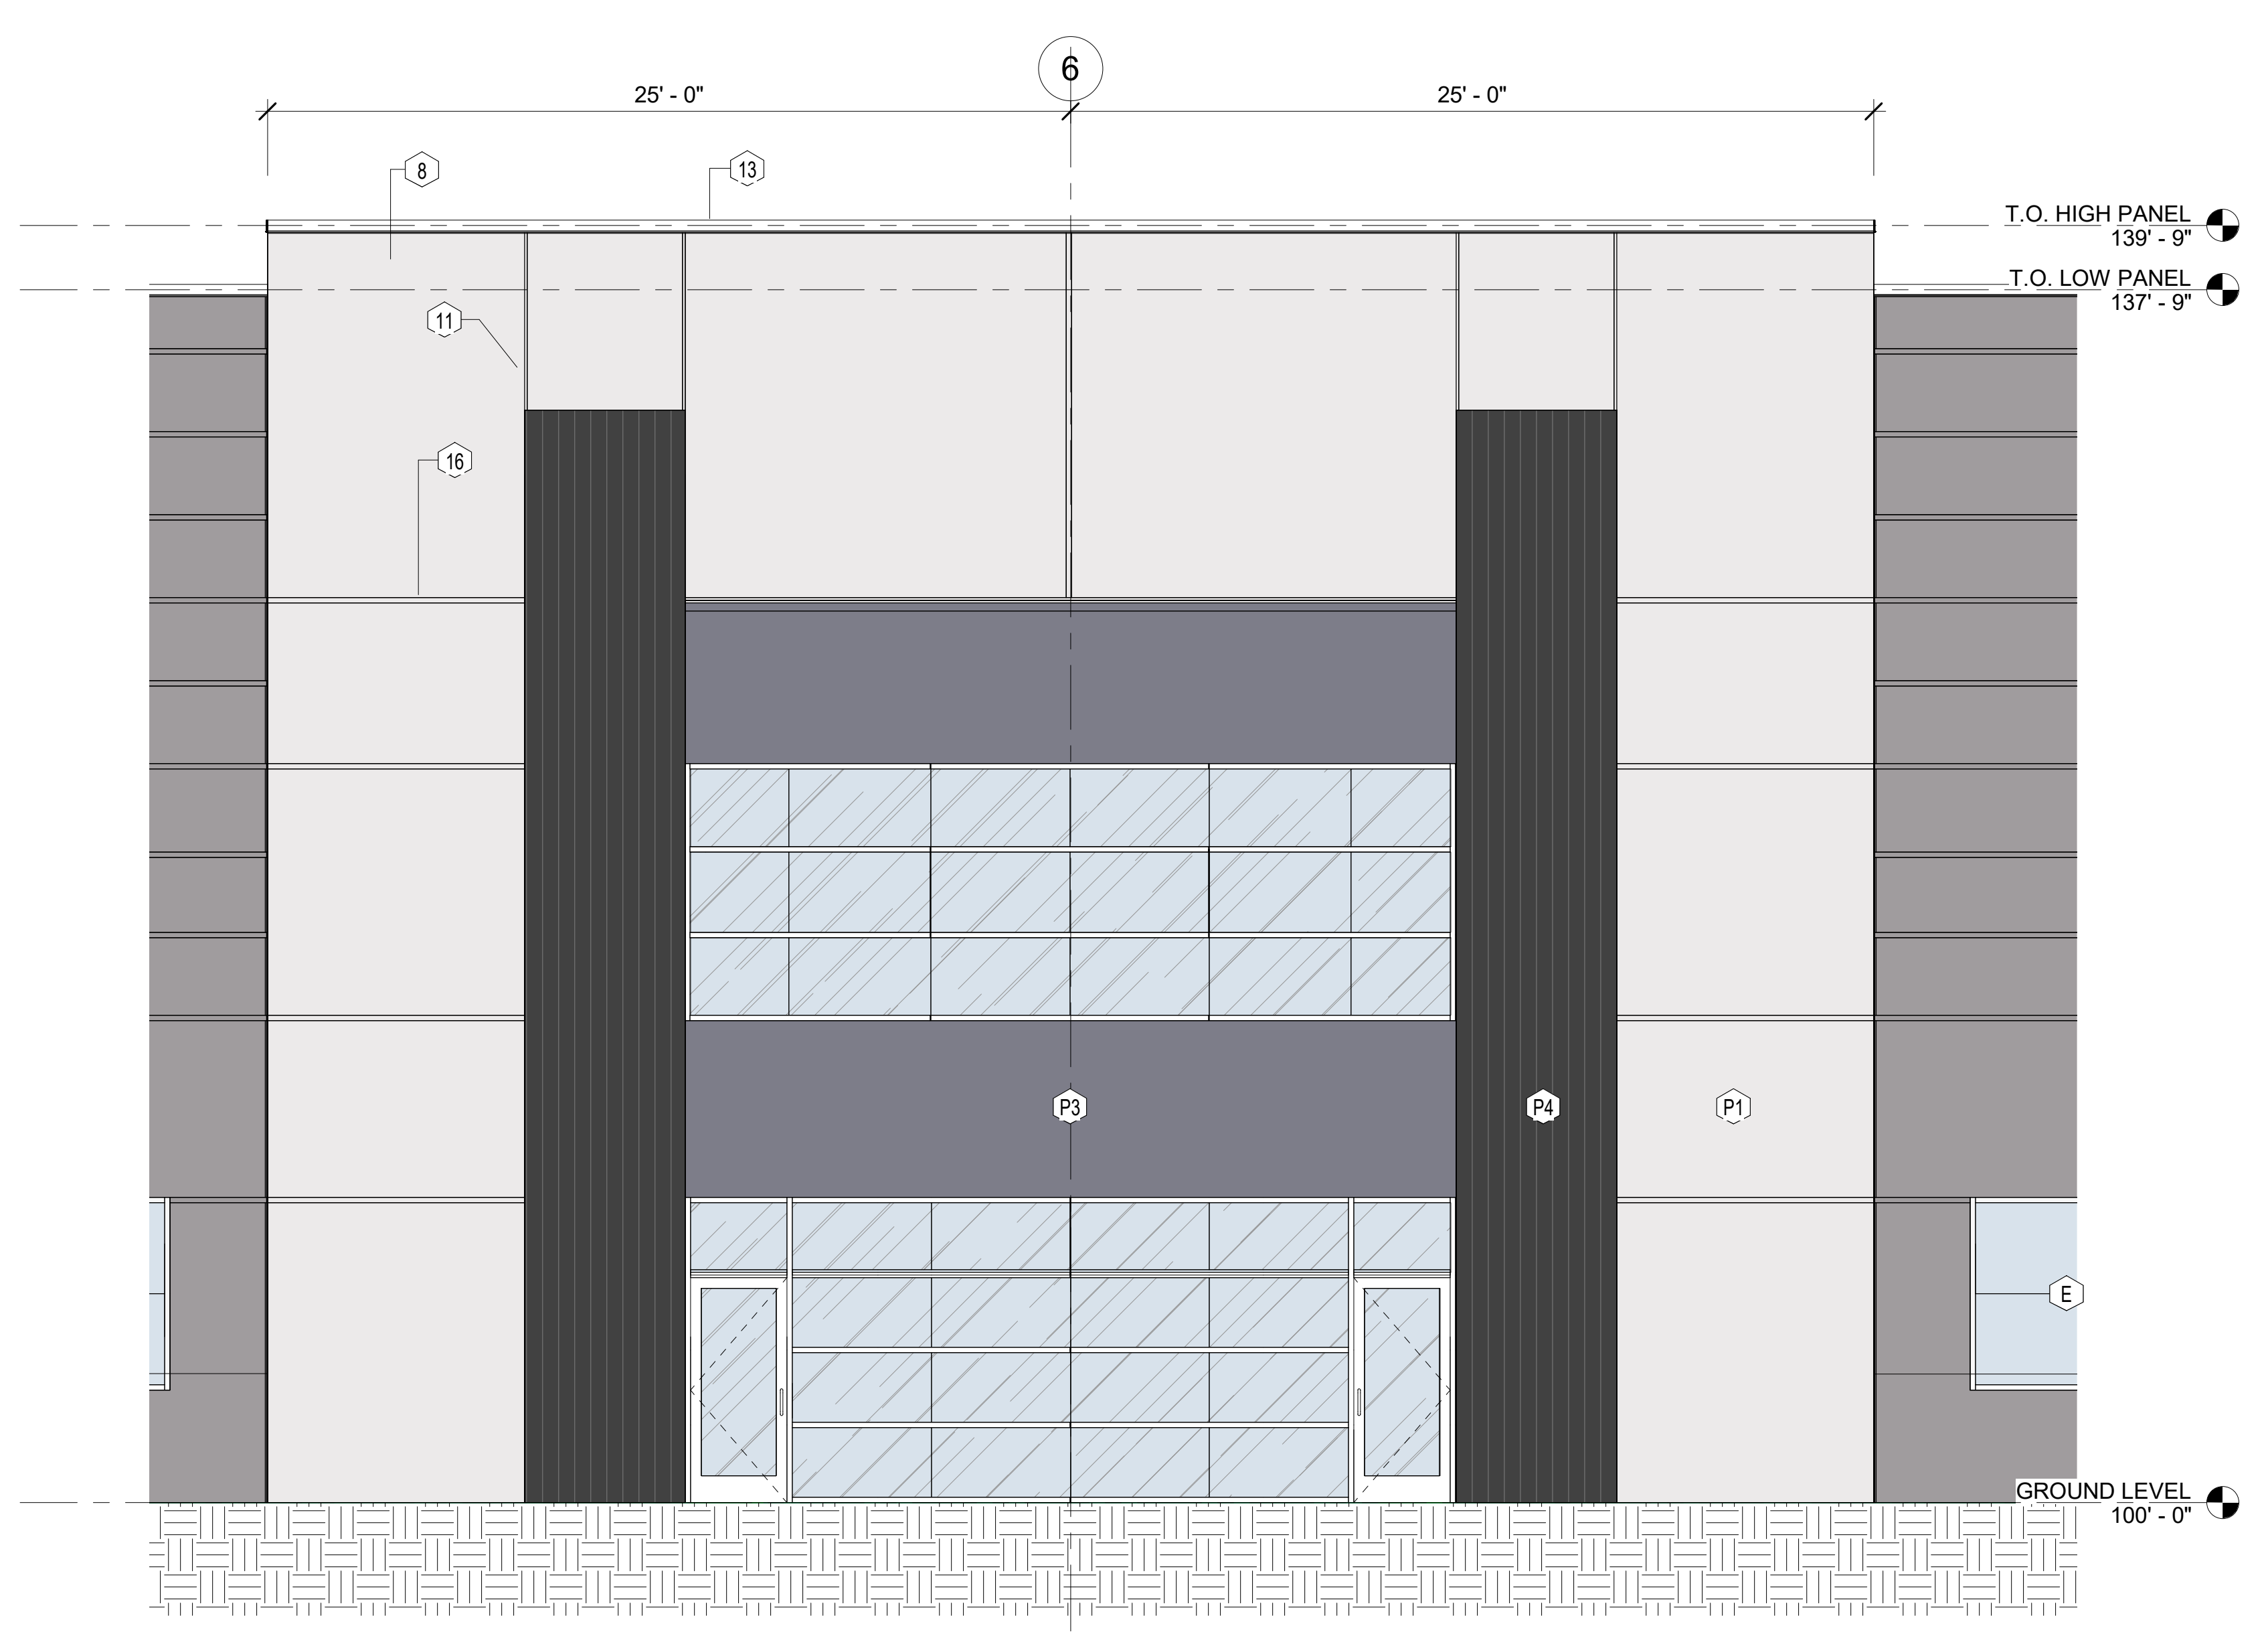 6
25' - 0"
25' - 0"
8
13
T.O. HIGH PANEL
139' - 9"
T.O. LOW PANEL
137' - 9"
11
16
P3
P4
P1
E
GROUND LEVEL
100' - 0"